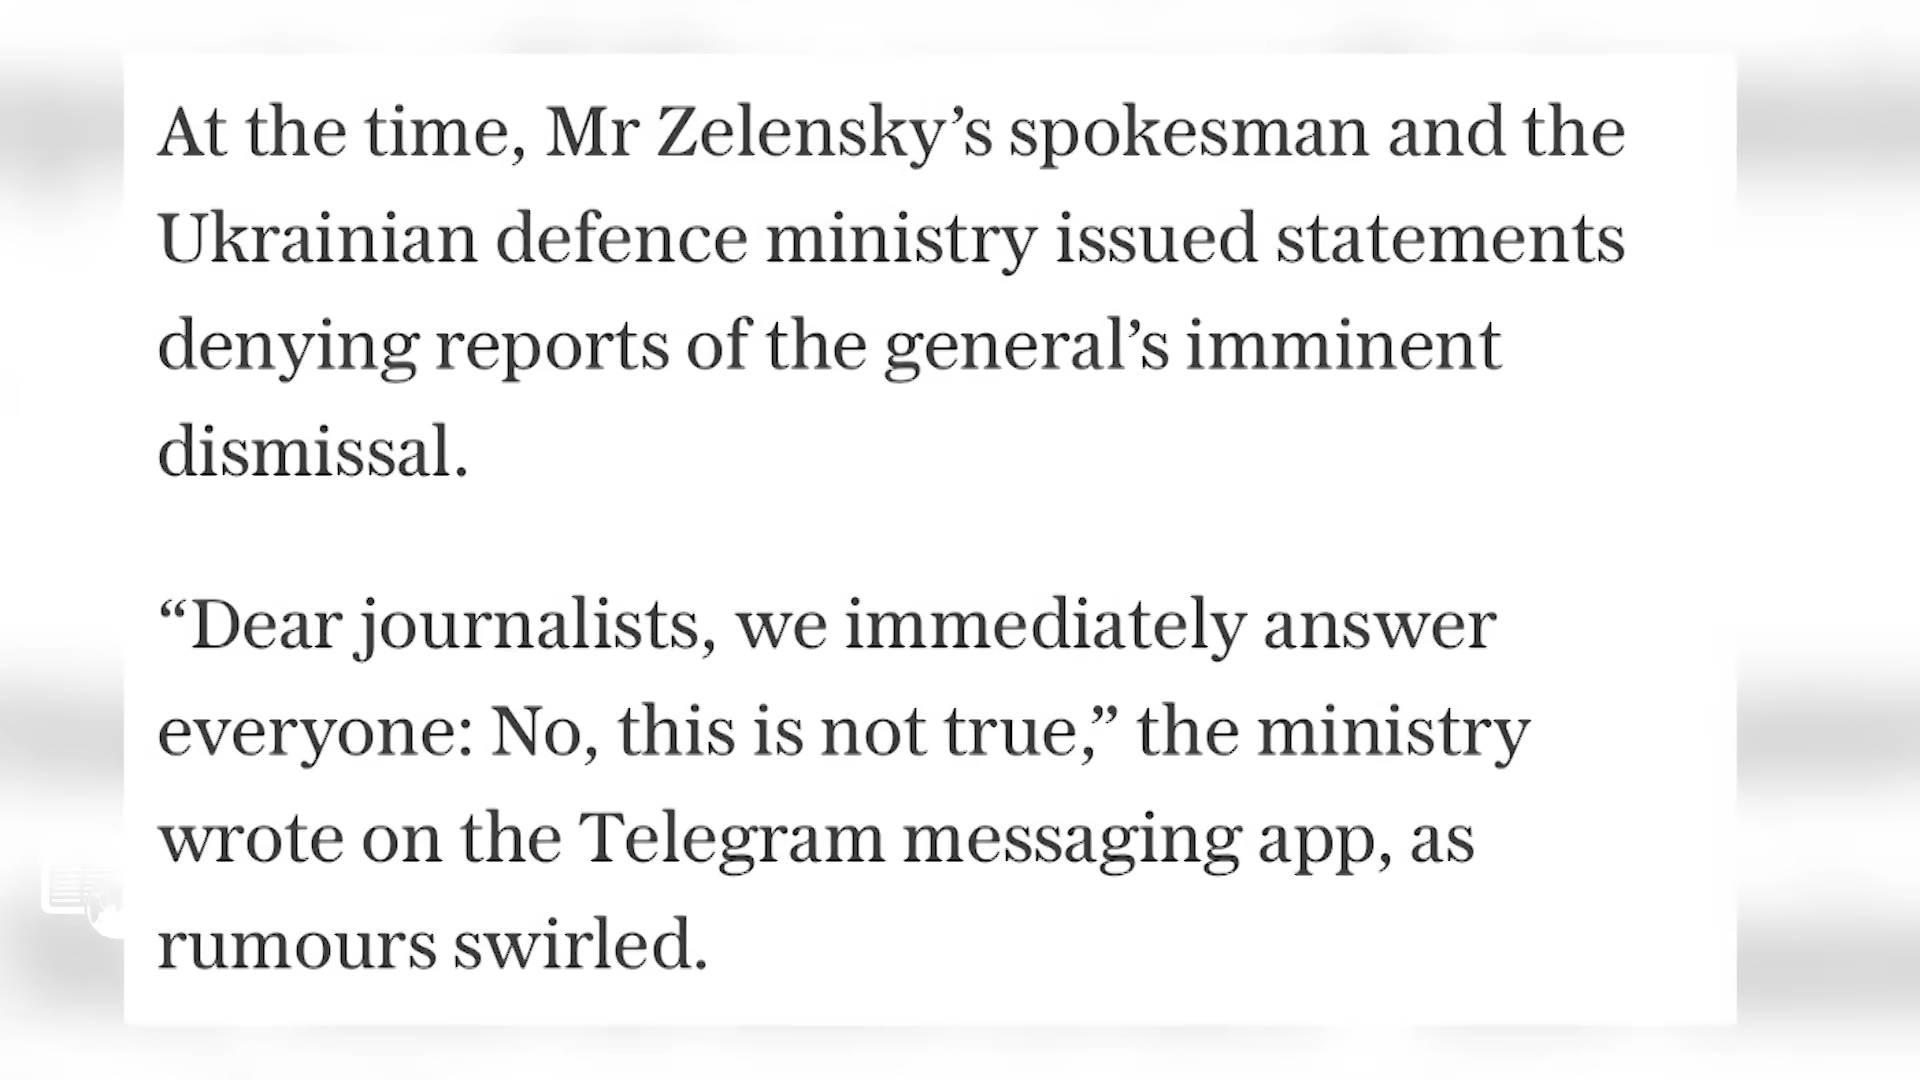 At the time, Mr Zelensky’s spokesman and the
Ukrainian defence ministry issued statements
denying reports of the general’s imminent
dismissal.
“Dear journalists, we immediately answer
everyone: No, this is not true,” the ministry
wrote on the Telegram messaging app, as
rumours swirled.